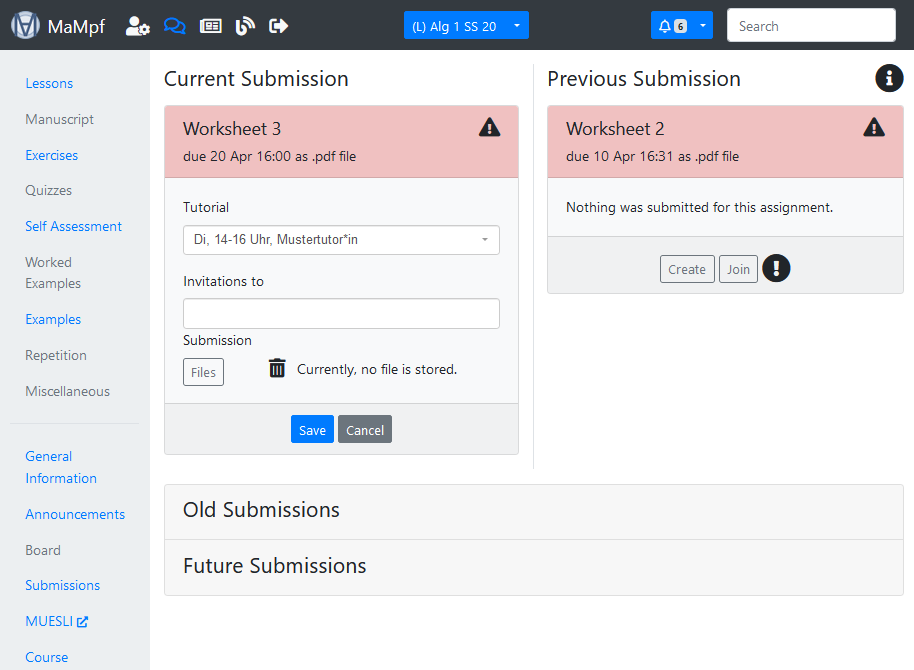 MaMpf
(L) Alg 1 SS 20
6
Search
Lessons
Manuscript
Exercises
Quizzes
Self Assessment
Worked
Examples
Examples
Repetition
Miscellaneous
General
Information
Announcements
Board
Submissions
MUESLI
Course
Current Submission
Worksheet 3
due 20 Apr 16:00 as .pdf file
Tutorial
Di, 14-16 Uhr, Mustertutor*in
Invitations to
Submission
Files
Currently, no file is stored.
Save
Cancel
Previous Submission
Worksheet 2
due 10 Apr 16:31 as .pdf file
Nothing was submitted for this assignment.
Create
Join
Old Submissions
Future Submissions